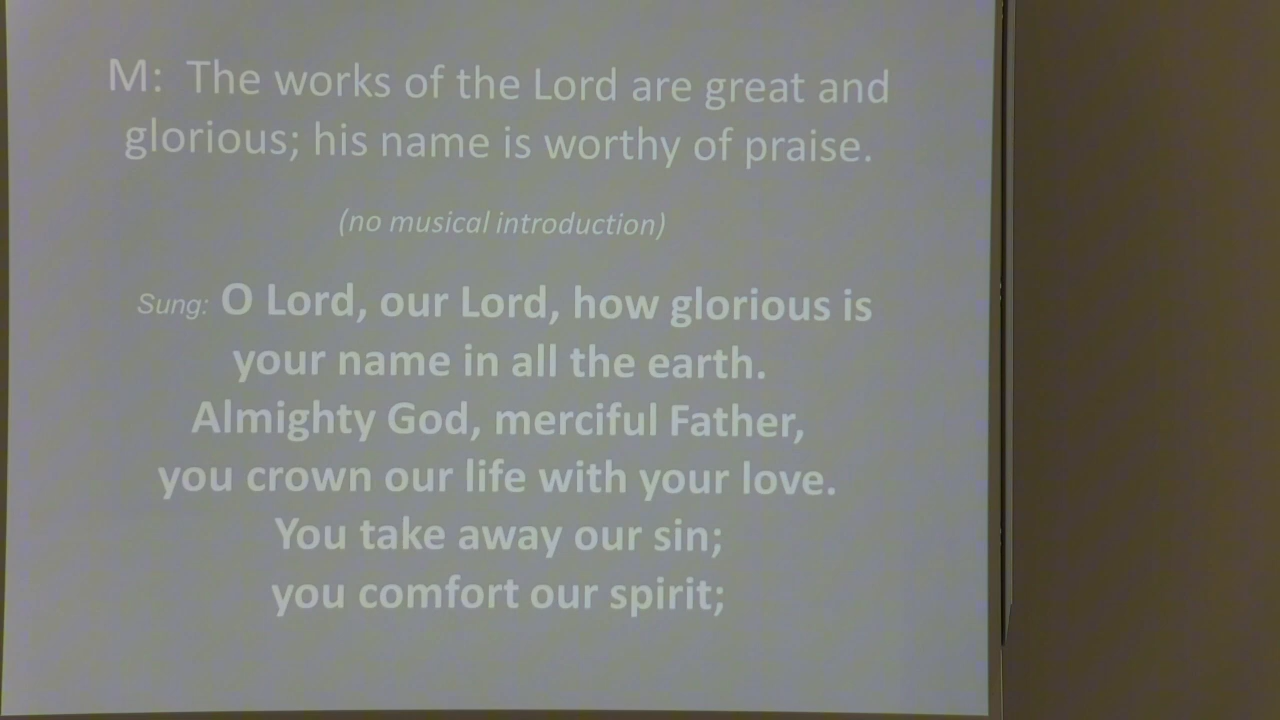 M: The works of the Lord are great and
glorious; his name is worthy of praise.
(no musical introduction)
Sung: O Lord, our Lord, how glorious is
your name in all the earth.
Almighty God, merciful Father,
you crown our life with your love.
You take away our sin;
you comfort our spirit;